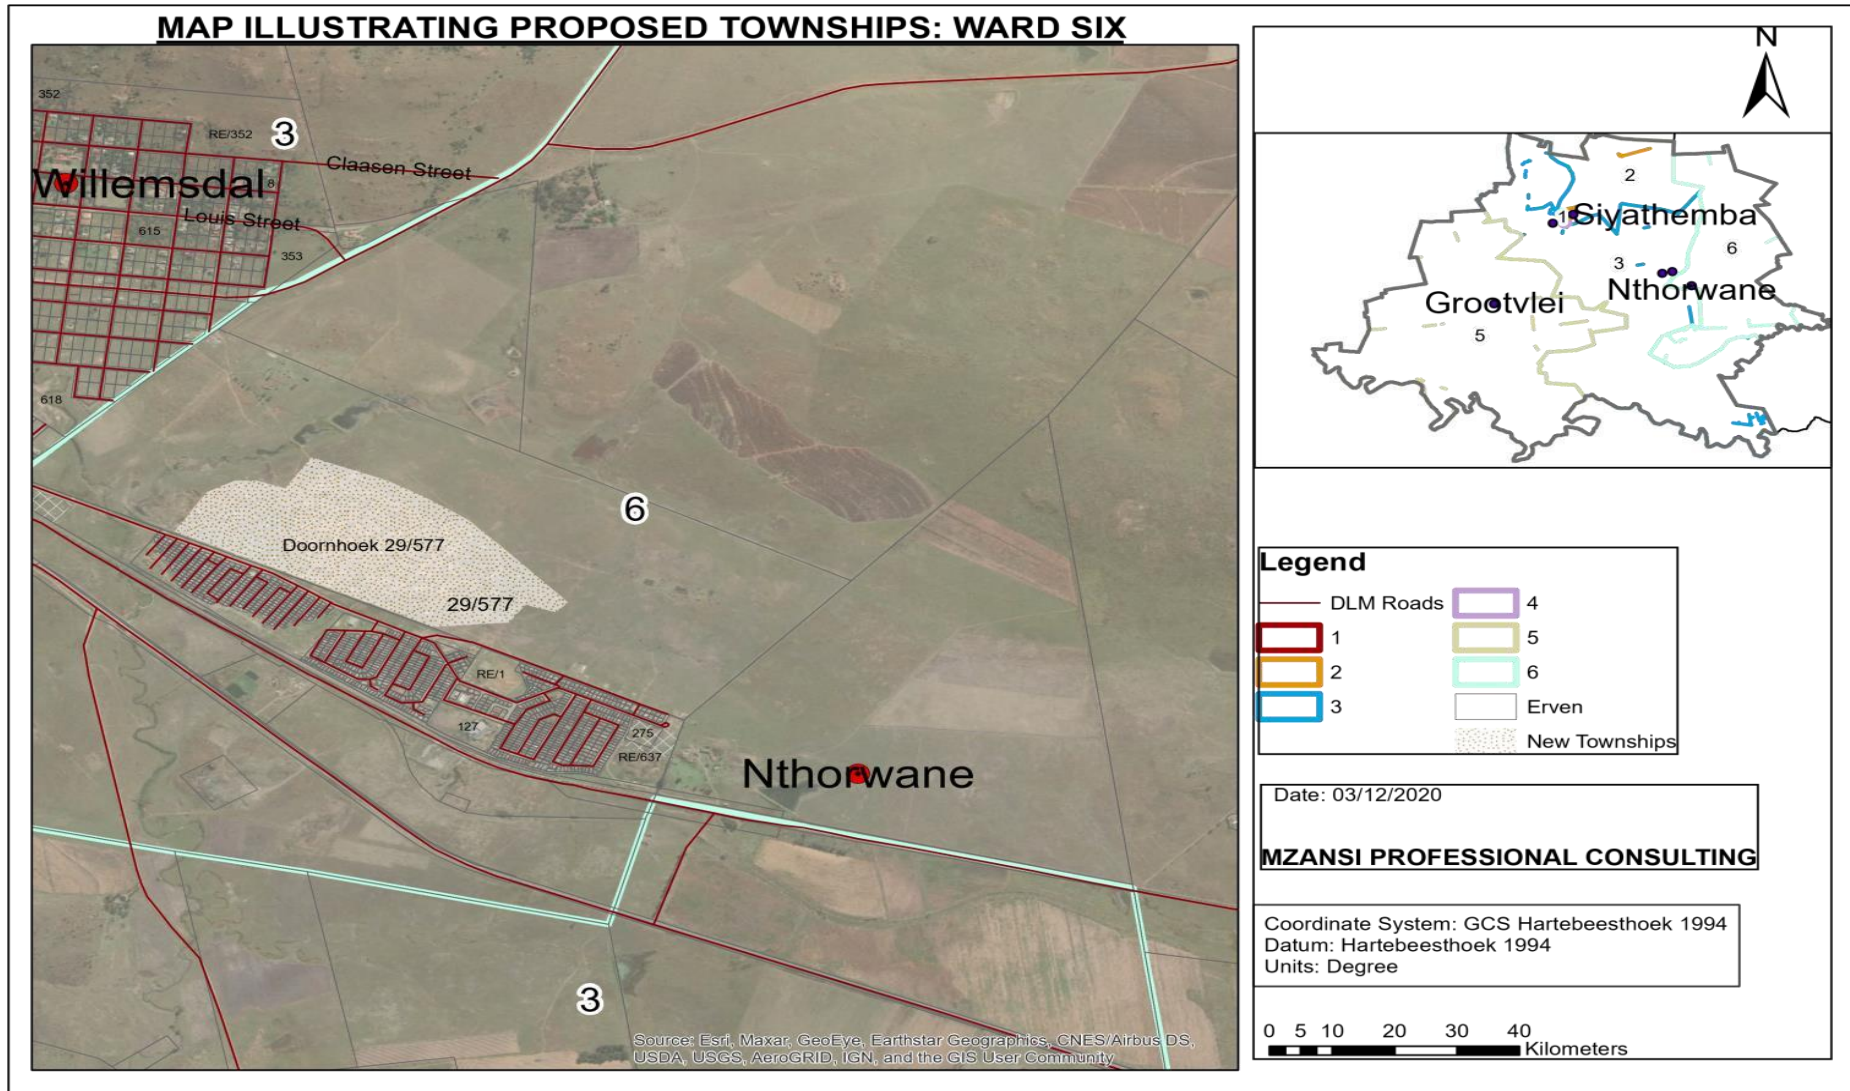 MAP ILLUSTRATING PROPOSED TOWNSHIPS: WARD SIX
352
RE/352
3
Claasen Street
Willemsdal
8
Louis Street
615
353
618
6
Doornhoek 29/577
29/577
RE/1
127
275
RE/637
Nthorwane
3
Source: Esri, Maxar, GeoEye, Earthstar Geographics, CNES/Airbus DS,
USDA, USGS, AeroGRID, IGN, and the GIS User Community
N
2
1
Siyathemba
6
3
Nthorwane
Grootvlei
5
Legend
DLM Roads
1
2
3
4
5
6
Erven
New Townships
Date: 03/12/2020
MZANSI PROFESSIONAL CONSULTING
Coordinate System: GCS Hartebeesthoek 1994
Datum: Hartebeesthoek 1994
Units: Degree
0 5 10 20 30 40
Kilometers